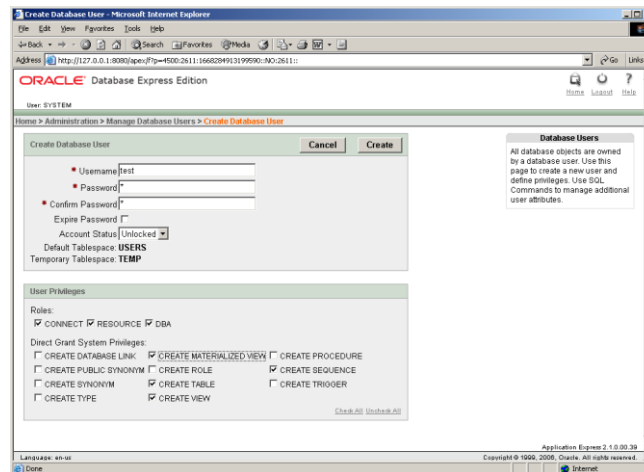 Create Database User - Microsoft Internet Explorer
File Edit View Favorites Tools Help
Back Search Favorites Media
Address http://127.0.0.1:8080/apex/f?p=4500:2611:1668284913199590::NO:2611:: Go Links
ORACLE Database Express Edition
Home Logout Help
User: SYSTEM
Home > Administration > Manage Database Users > Create Database User
Create Database User Cancel Create
* Username test
* Password *
* Confirm Password *
Expire Password
Account Status Unlocked
Default Tablespace: USERS
Temporary Tablespace: TEMP
Database Users
All database objects are owned
by a database user. Use this
page to create a new user and
define privileges. Use SQL
Commands to manage additional
user attributes.
User Privileges
Roles:
CONNECT RESOURCE DBA
Direct Grant System Privileges:
CREATE DATABASE LINK CREATE MATERIALIZED VIEW CREATE PROCEDURE
CREATE PUBLIC SYNONYM CREATE ROLE CREATE SEQUENCE
CREATE SYNONYM CREATE TABLE CREATE TRIGGER
CREATE TYPE CREATE VIEW
Check All Uncheck All
Application Express 2.1.0.00.39
Language: en-us Copyright © 1999, 2006, Oracle. All rights reserved.
Done Internet